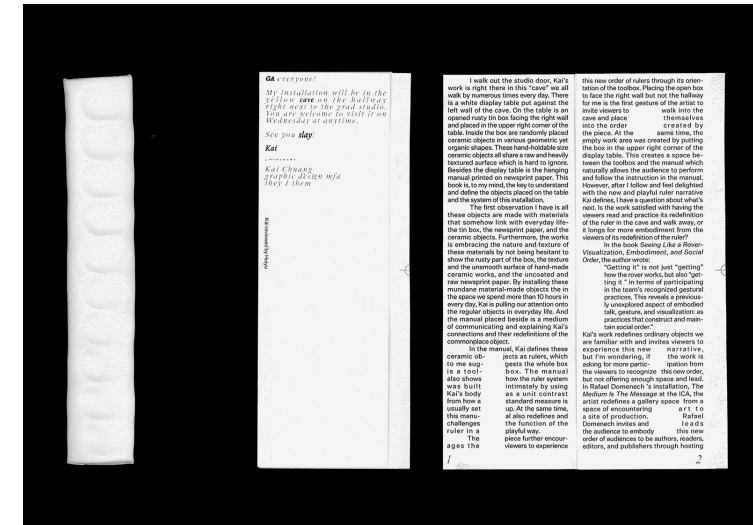 GA everyone!
My Installation will be in the
yellow cave on the hallway
right next to the grad studio.
You are welcome to visit it on
Wednesday at anytime.
See you slay!
Kai
Kai Chuang
graphic design mfa
they / them
Kai reviewed by Huiyu
I walk out the studio door, Kai's
work is right there in this "cave" we all
walk by numerous times every day. There
is a white display table put against the
left wall of the cave. On the table is an
opened rusty tin box facing the right wall
and placed in the upper right corner of the
table. Inside the box are randomly placed
ceramic objects in various geometric yet
organic shapes. These hand-holdable size
ceramic objects all share a raw and heavily
textured surface which is hard to ignore.
Besides the display table is the hanging
manual printed on newsprint paper. This
book is, to my mind, the key to understand
and define the objects placed on the table
and the system of this installation.
The first observation I have is all
these objects are made with materials
that somehow link with everyday life-
the tin box, the newsprint paper, and the
ceramic objects. Furthermore, the works
is embracing the nature and texture of
these materials by not being hesitant to
show the rusty part of the box, the texture
and the unsmooth surface of hand-made
ceramic works, and the uncoated and
raw newsprint paper. By installing these
mundane material-made objects the in
the space we spend more than 10 hours in
every day, Kai is pulling our attention onto
the regular objects in everyday life. And
the manual placed beside is a medium
of communicating and explaining Kai's
connections and their redefinitions of the
commonplace object.
In the manual, Kai defines these
ceramic ob- jects as rulers, which
to me sug- gests the whole box
is a tool- box. The manual
also shows how the ruler system
was built intimately by using
Kai's body as a unit contrast
from how a standard measure is
usually set up. At the same time,
this manu- al also redefines and
challenges the function of the
ruler in a playful way.
The piece further encour-
ages the viewers to experience
1
this new order of rulers through its orien-
tation of the toolbox. Placing the open box
to face the right wall but not the hallway
for me is the first gesture of the artist to
invite viewers to walk into the
cave and place themselves
into the order created by
the piece. At the same time, the
empty work area was created by putting
the box in the upper right corner of the
display table. This creates a space be-
tween the toolbox and the manual which
naturally allows the audience to perform
and follow the instruction in the manual.
However, after I follow and feel delighted
with the new and playful ruler narrative
Kai defines, I have a question about what's
next. Is the work satisfied with having the
viewers read and practice its redefinition
of the ruler in the cave and walk away, or
it longs for more embodiment from the
viewers of its redefinition of the ruler?
In the book Seeing Like a Rover-
Visualization, Embodiment, and Social
Order, the author wrote:
"Getting it" is not just "getting"
how the rover works, but also "get-
ting it " in terms of participating
in the team's recognized gestural
practices. This reveals a previous-
ly unexplored aspect of embodied
talk, gesture, and visualization: as
practices that construct and main-
tain social order."
Kai's work redefines ordinary objects we
are familiar with and invites viewers to
experience this new narrative,
but I'm wondering, if the work is
asking for more partic- ipation from
the viewers to recognize this new order,
but not offering enough space and lead.
In Rafael Domenech 's installation, The
Medium Is The Message at the ICA, the
artist redefines a gallery space from a
space of encountering art to
a site of production. Rafael
Domenech invites and leads
the audience to embody this new
order of audiences to be authors, readers,
editors, and publishers through hosting
2